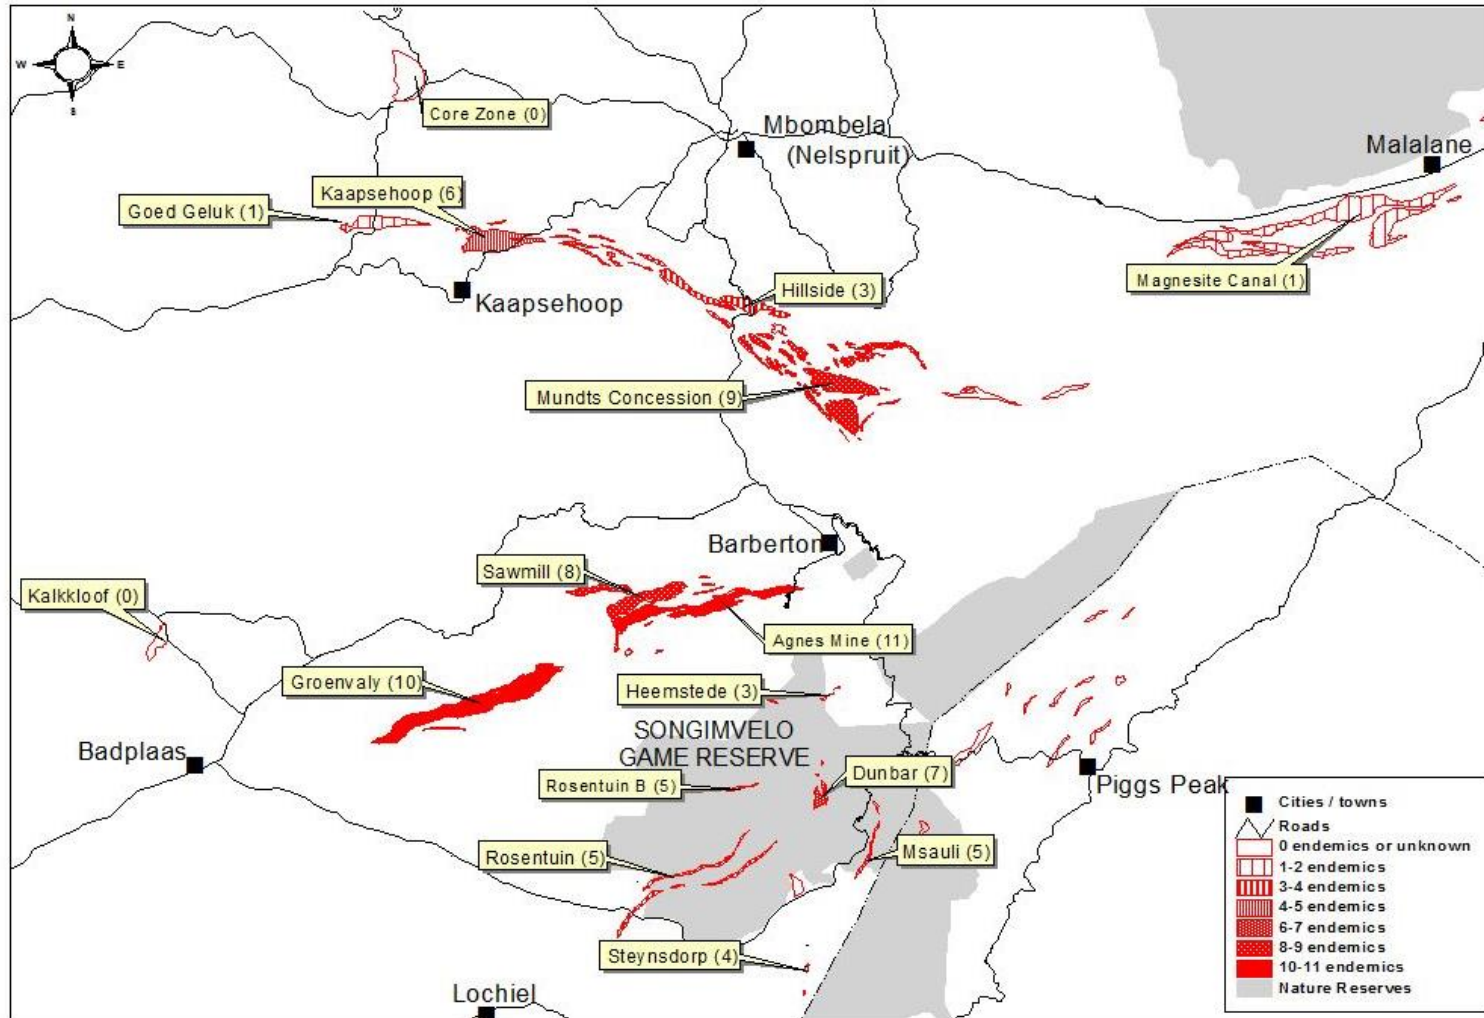 N
W
E
S
Core Zone (0)
Mbombela
(Nelspruit)
Malalane
Kaapsehoop (6)
Goed Geluk (1)
Magnesite Canal (1)
Hillside (3)
Kaapsehoop
Mundts Concession (9)
Barberton
Sawmill (8)
Kalkkloof (0)
Agnes Mine (11)
Groenvaly (10)
Heemstede (3)
SONGIMVELO
GAME RESERVE
Badplaas
Dunbar (7)
Rosentuin B (5)
Piggs Peak
Msauli (5)
Rosentuin (5)
Steynsdorp (4)
Lochiel
Cities / towns
Roads
0 endemics or unknown
1-2 endemics
3-4 endemics
4-5 endemics
6-7 endemics
8-9 endemics
10-11 endemics
Nature Reserves